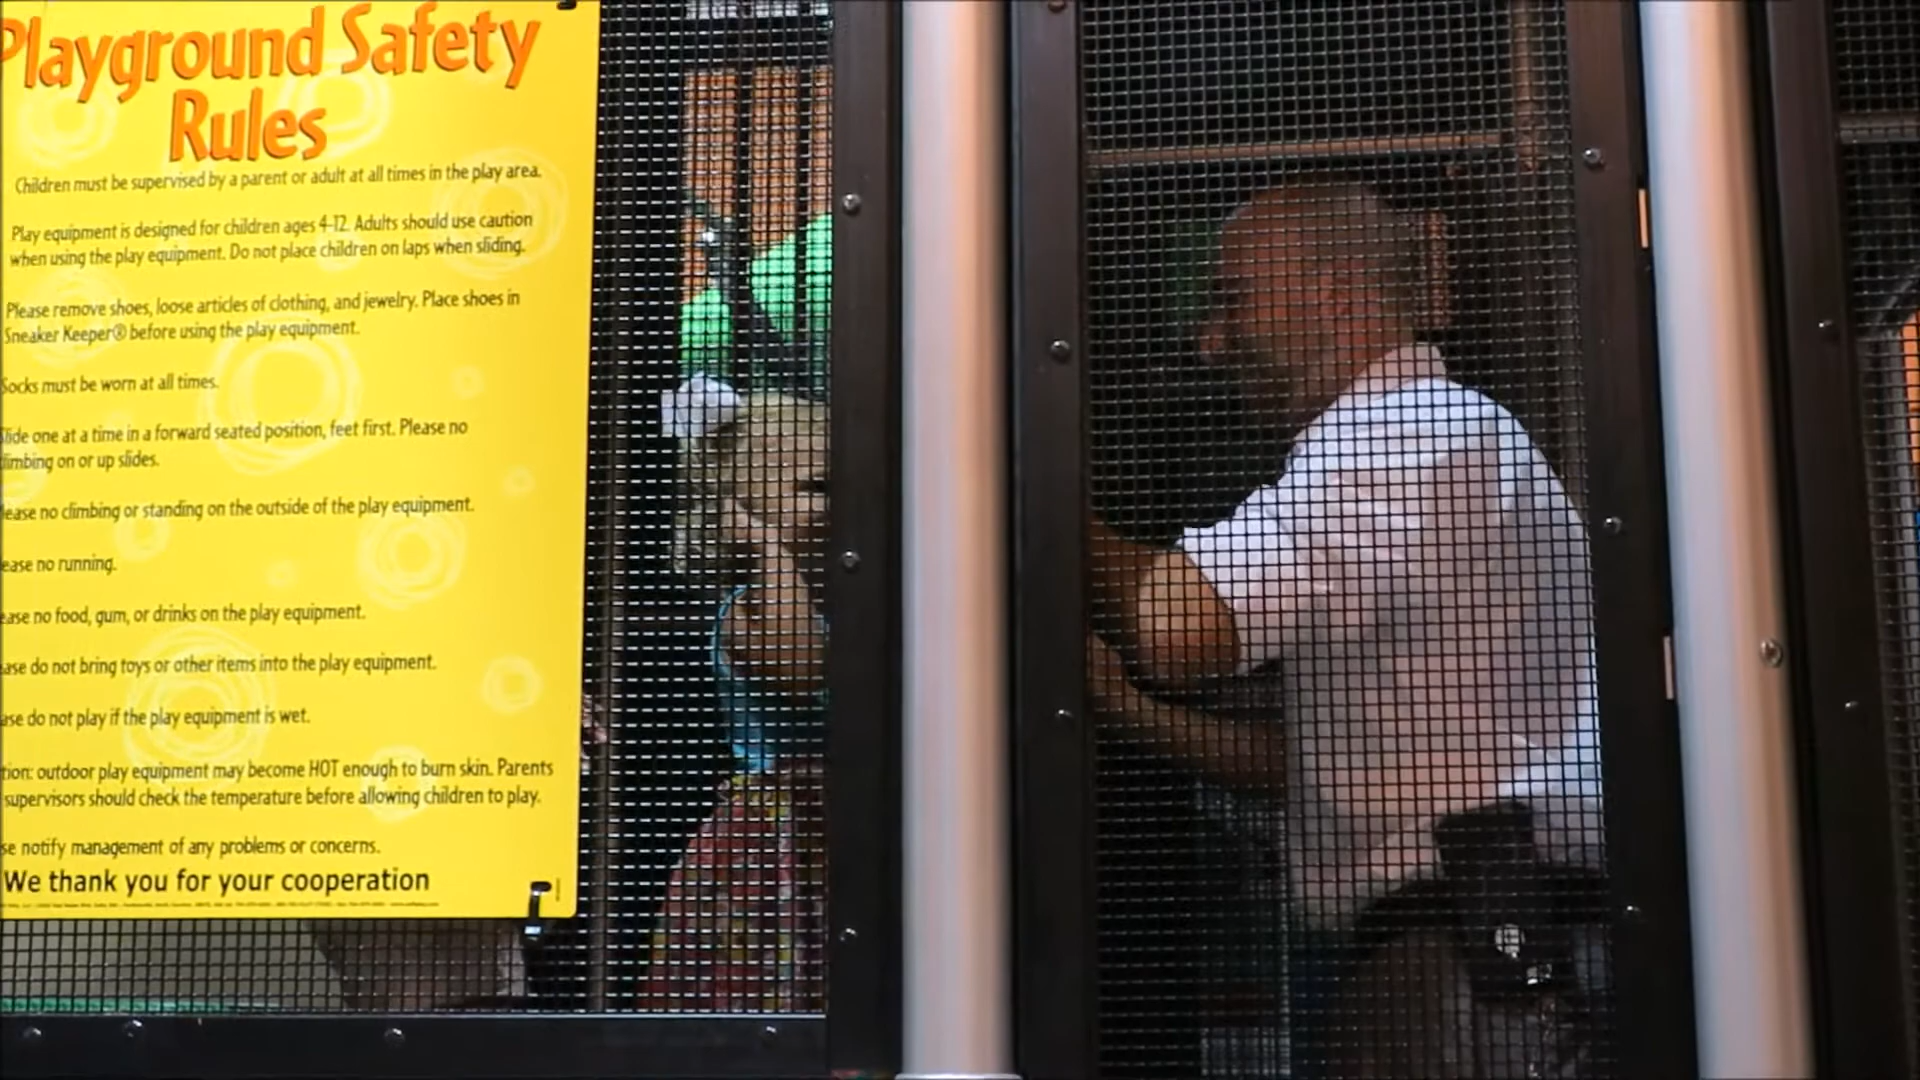 Playground Safety
Rules
Children must be supervised by a parent or adult at all times in the play area.
Play equipment is designed for children ages 4-12. Adults should use caution
when using the play equipment. Do not place children on laps when sliding.
Please remove shoes, loose articles of clothing, and jewelry. Place shoes in
Sneaker Keeper® before using the play equipment.
Socks must be worn at all times.
lide one at a time in a forward seated position, feet first. Please no
limbing on or up slides.
lease no climbing or standing on the outside of the play equipment.
ease no running.
ease no food, gum, or drinks on the play equipment.
ase do not bring toys or other items into the play equipment.
ase do not play if the play equipment is wet.
tion: outdoor play equipment may become HOT enough to burn skin. Parents
supervisors should check the temperature before allowing children to play.
se notify management of any problems or concerns.
We thank you for your cooperation